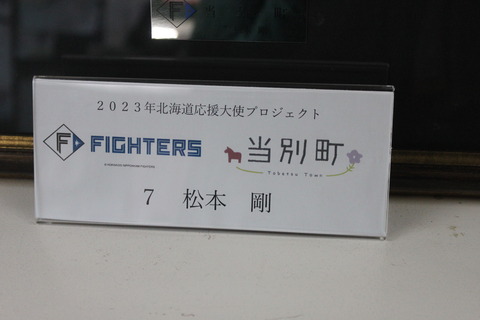 2023年北海道応援大使プロジェクト
F FIGHTERS 当別町
Tobetsu Town
7 松本 剛